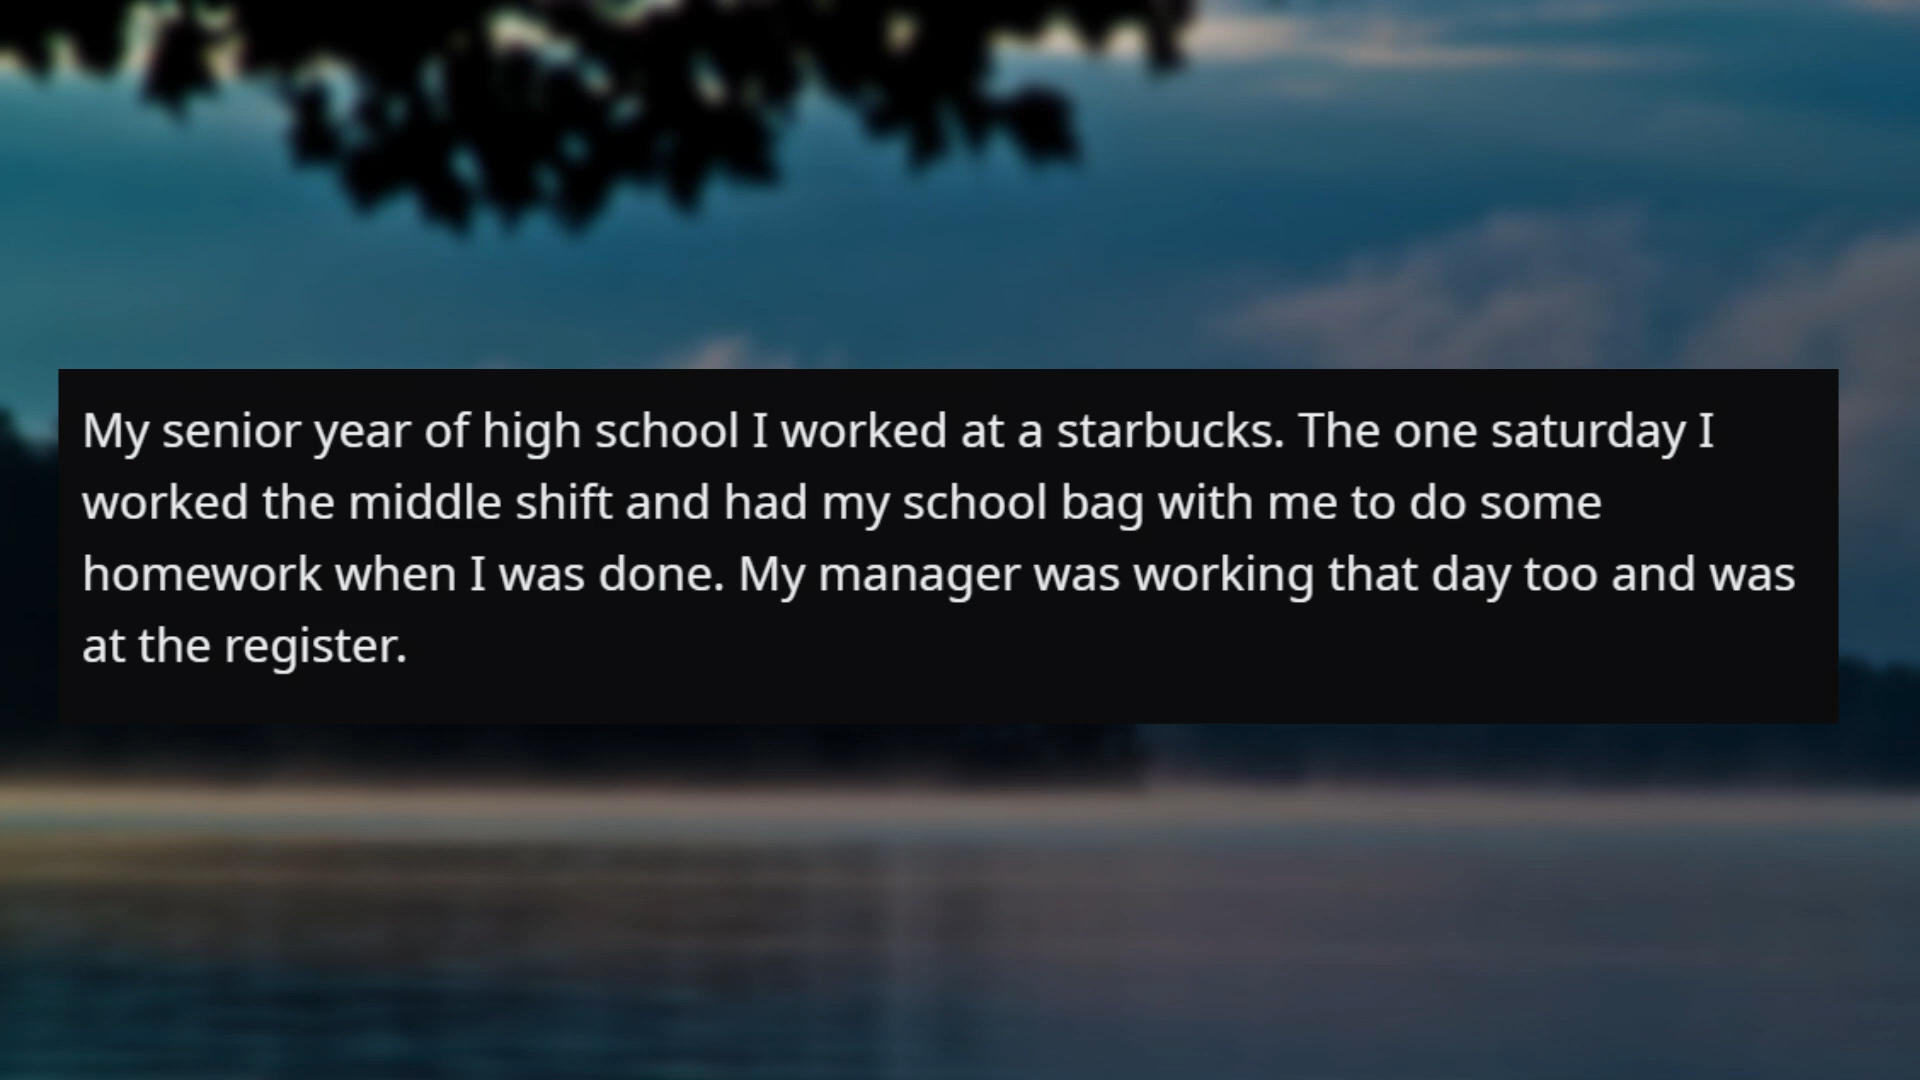 My senior year of high school I worked at a starbucks. The one saturday I
worked the middle shift and had my school bag with me to do some
homework when I was done. My manager was working that day too and was
at the register.